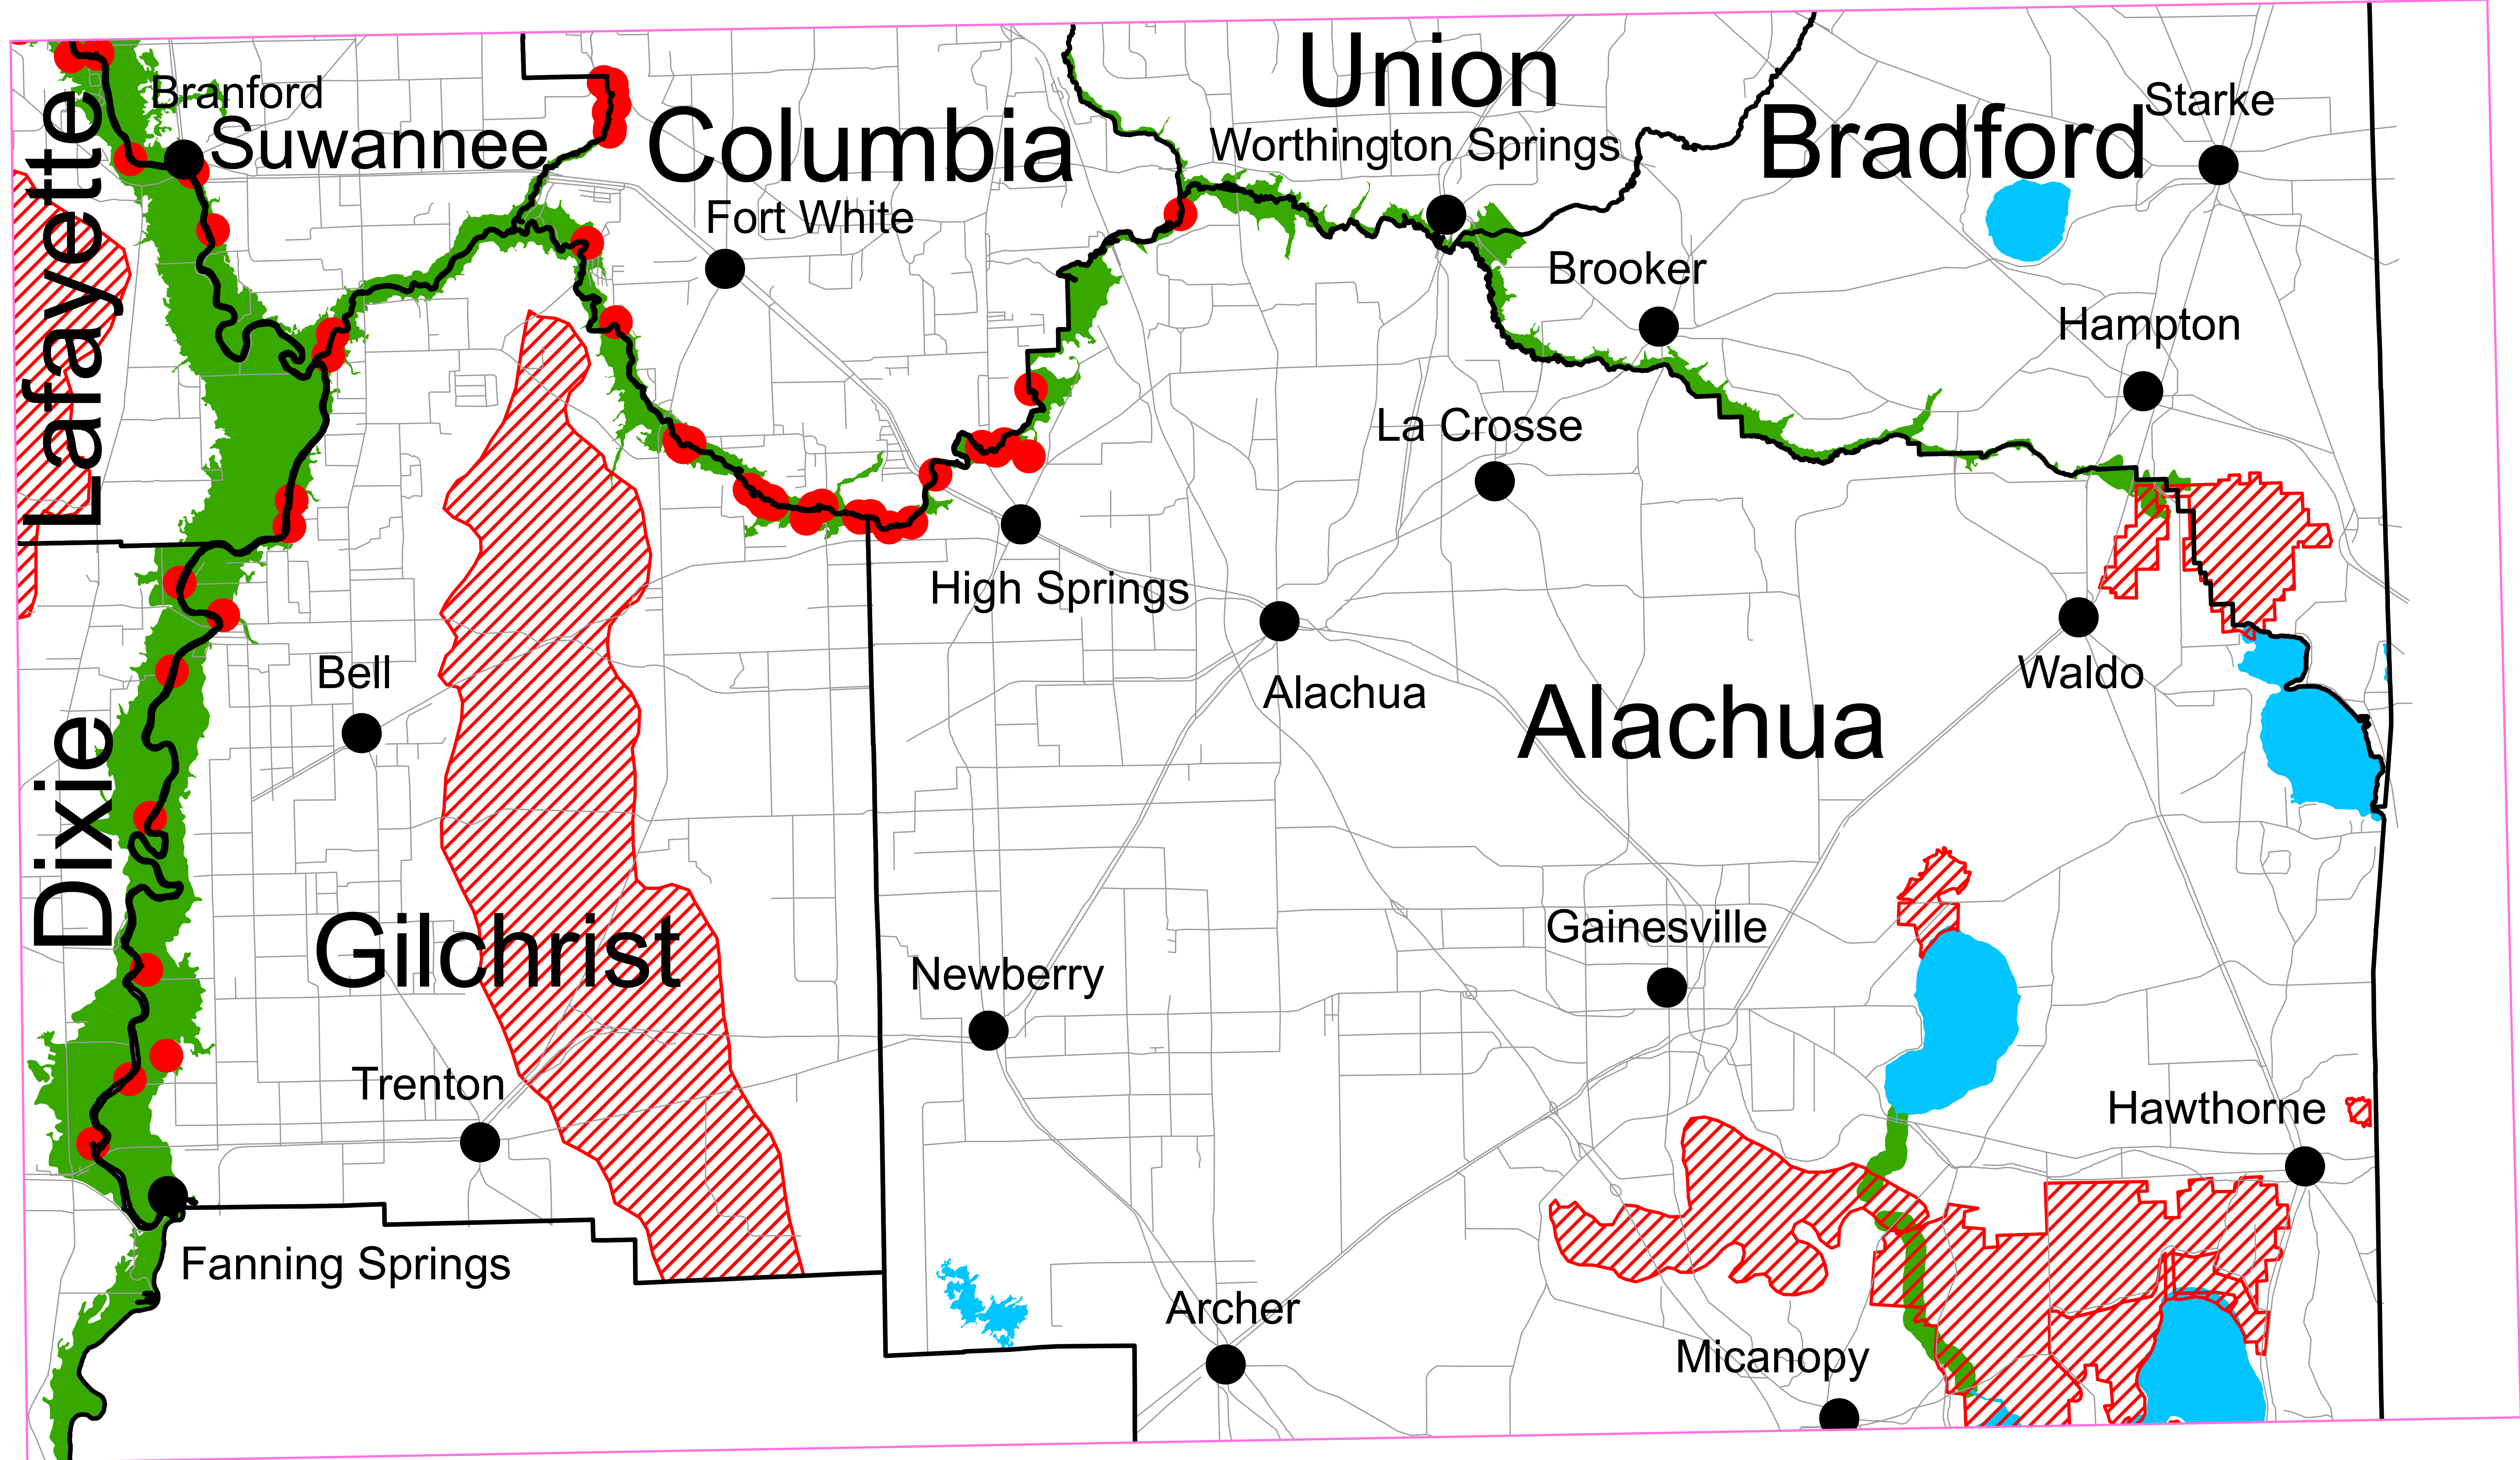 Union
Branford
Starke
Suwannee
Columbia
Worthington Springs
Bradford
Fort White
Lafayette
Brooker
Hampton
La Crosse
High Springs
Bell
Alachua
Alachua
Waldo
Dixie
Gilchrist
Gainesville
Newberry
Trenton
Hawthorne
Fanning Springs
Archer
Micanopy